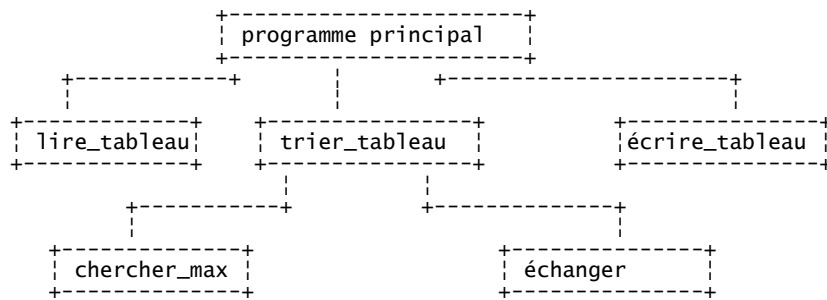 programme principal
lire_tableau trier_tableau écrire_tableau
chercher_max échanger